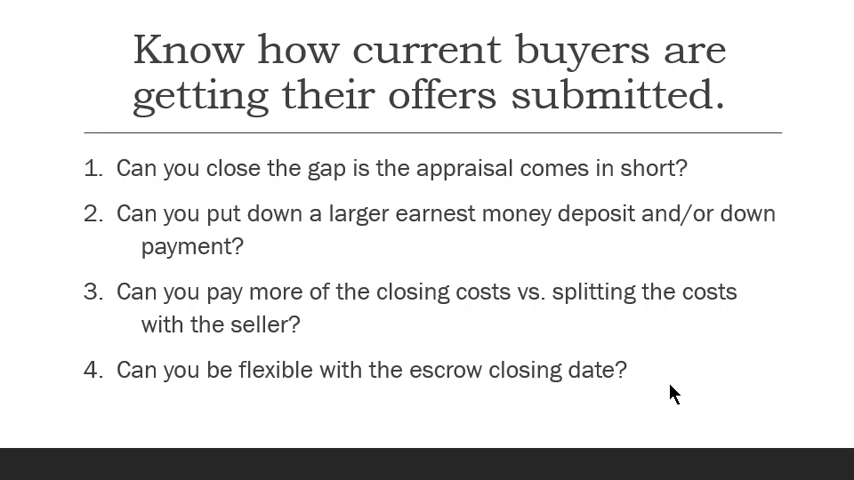 Know how current buyers are
getting their offers submitted.
1. Can you close the gap is the appraisal comes in short?
2. Can you put down a larger earnest money deposit and/or down
payment?
3. Can you pay more of the closing costs vs. splitting the costs
with the seller?
4. Can you be flexible with the escrow closing date?